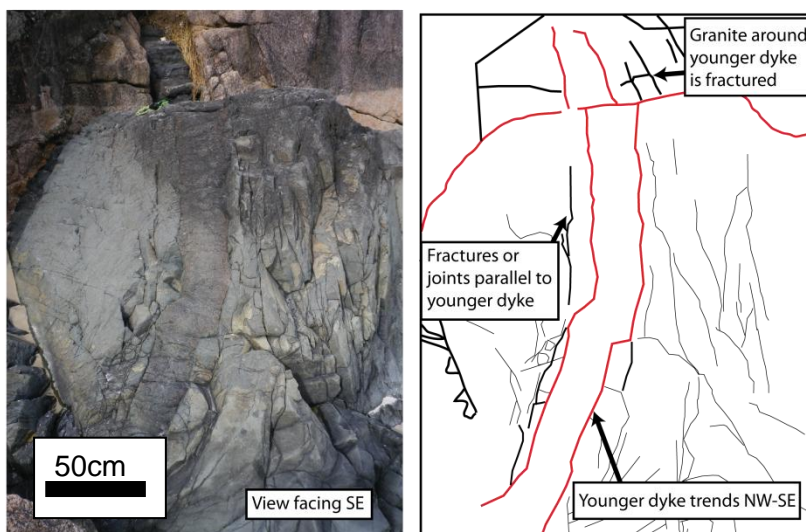 50cm
View facing SE
Granite around
younger dyke
is fractured
Fractures or
joints parallel to
younger dyke
Younger dyke trends NW-SE